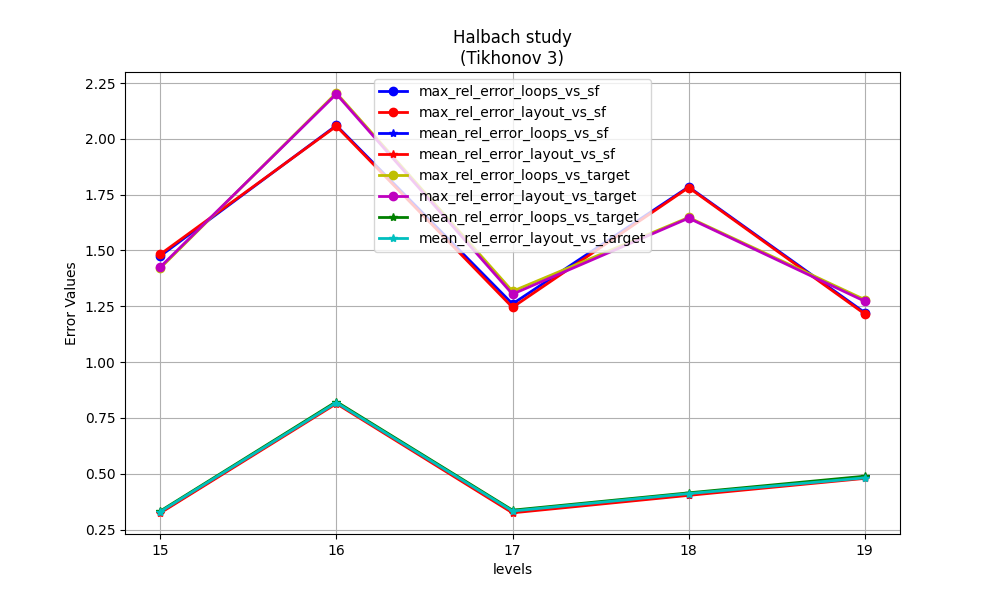 Halbach study
(Tikhonov 3)
max_rel_error_loops_vs_sf
max_rel_error_layout_vs_sf
mean_rel_error_loops_vs_sf
mean_rel_error_layout_vs_sf
max_rel_error_loops_vs_target
max_rel_error_layout_vs_target
mean_rel_error_loops_vs_target
mean_rel_error_layout_vs_target
Error Values
2.25
2.00
1.75
1.50
1.25
1.00
0.75
0.50
0.25
15 16 17 18 19
levels